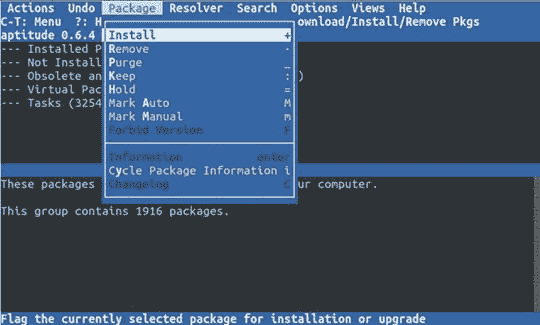 Actions Undo Package Resolver Search Options Views Help
C-T: Menu ?: H ownload/Install/Remove Pkgs
aptitude 0.6.4
Install +
--- Installed P
Remove -
--- Not Instal
Purge _
--- Obsolete an Keep : )
--- Virtual Pac Hold =
--- Tasks (3254 Mark Auto M
Mark Manual m
Forbid Version F
Information enter
Cycle Package Information i
These packages ur computer.
Changelog C
This group contains 1916 packages.
Flag the currently selected package for installation or upgrade